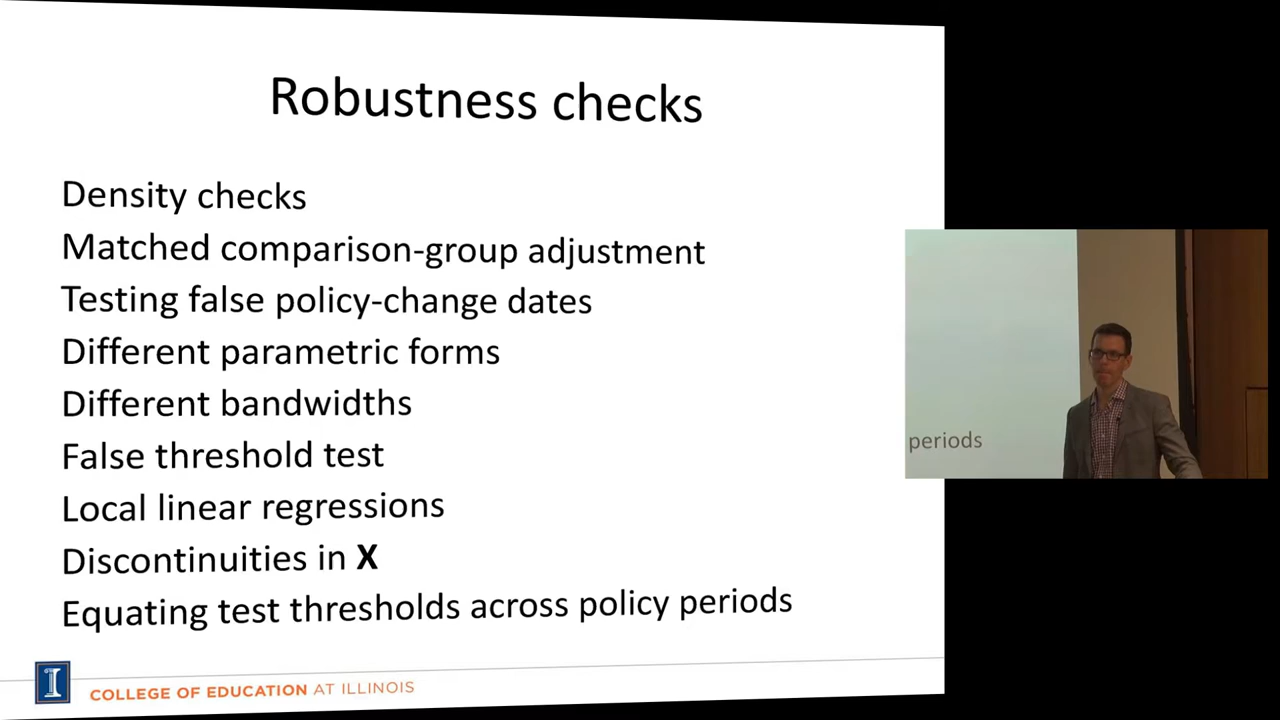 Robustness checks
Density checks
Matched comparison-group adjustment
Testing false policy-change dates
Different parametric forms
Different bandwidths
False threshold test
Local linear regressions
Discontinuities in X
Equating test thresholds across policy periods
periods
I
COLLEGE OF EDUCATION AT ILLINOIS